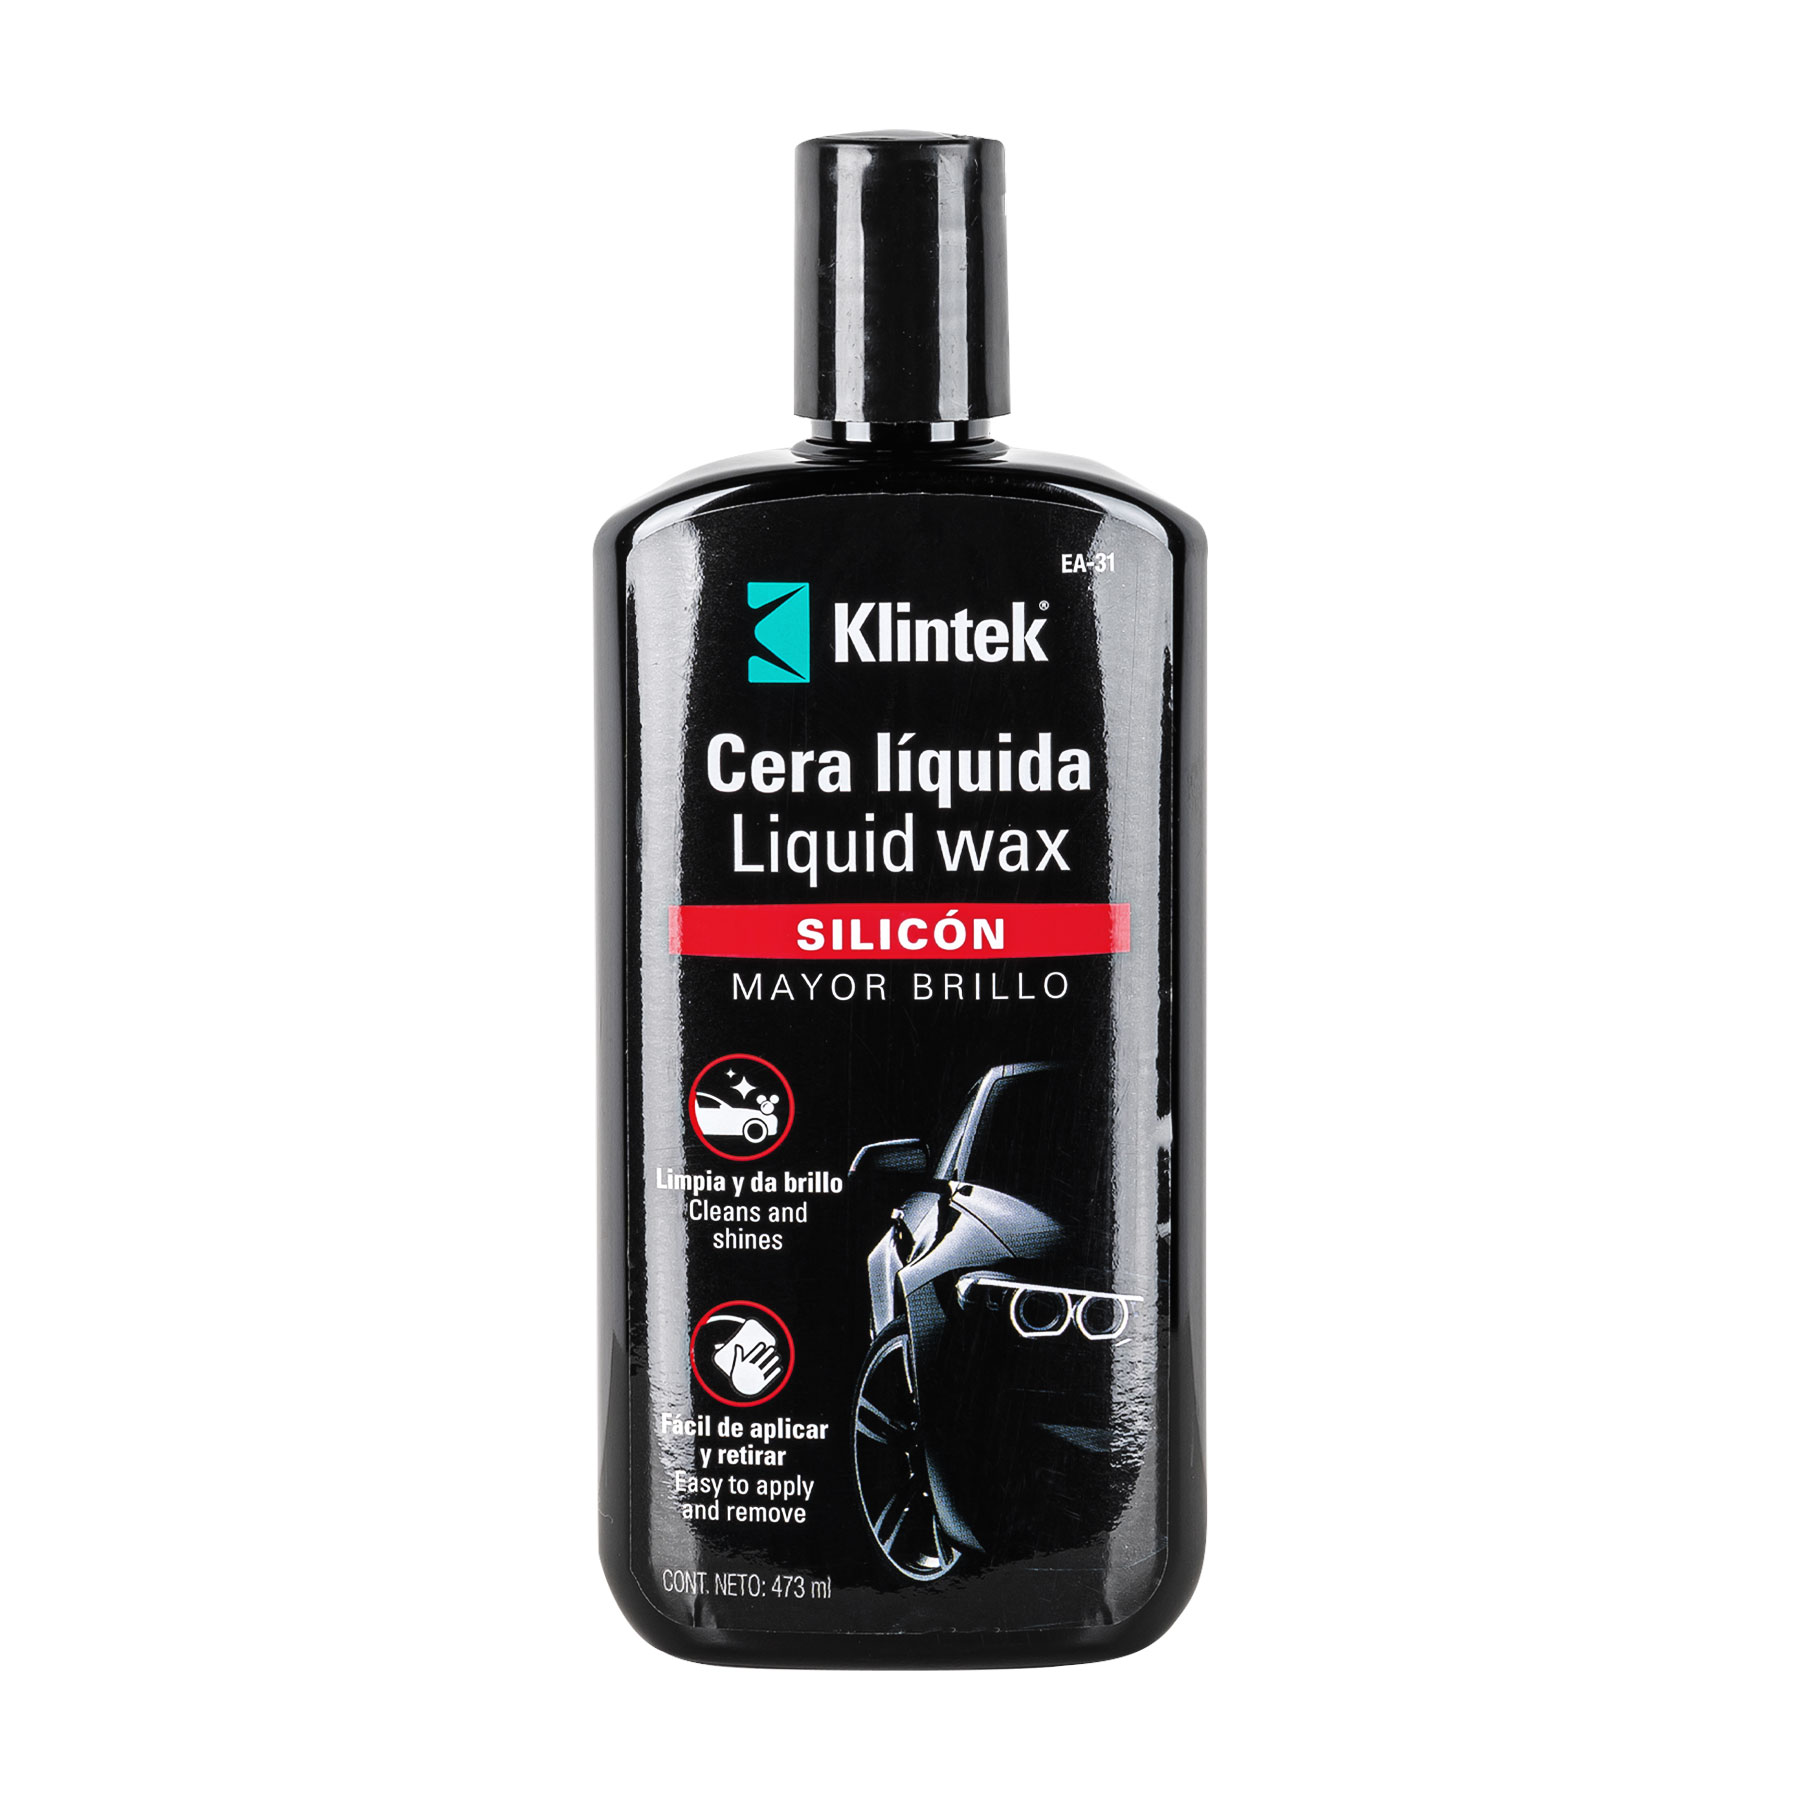 EA-31
Klintek®
Cera líquida
Liquid wax
SILICÓN
MAYOR BRILLO
Limpia y da brillo
Cleans and
shines
Fácil de aplicar
y retirar
Easy to apply
and remove
CONT. NETO: 473 ml